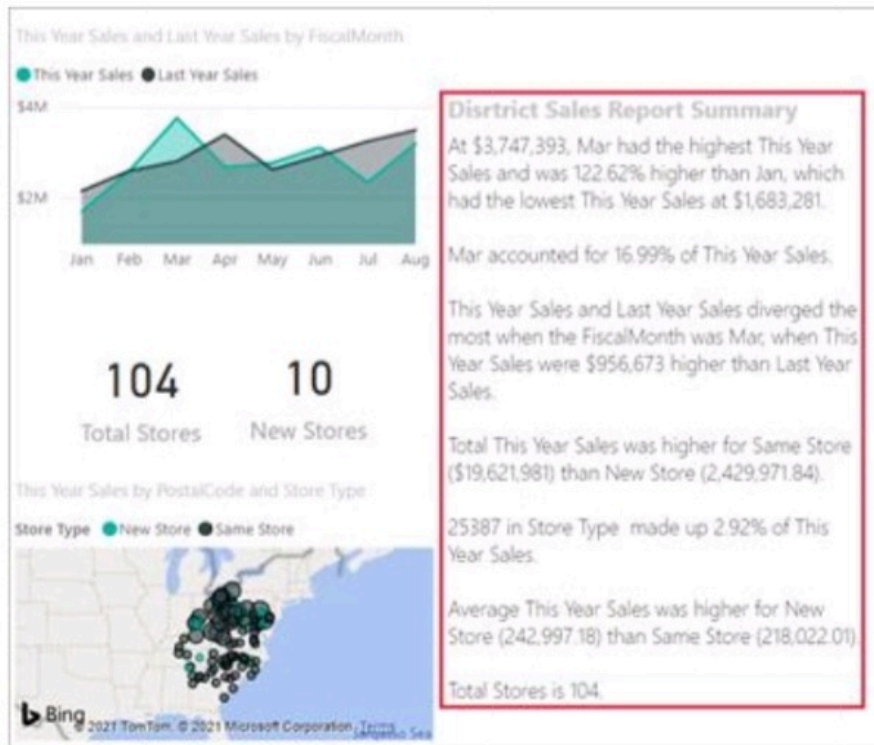 This Year Sales and Last Year Sales by FiscalMonth
This Year Sales Last Year Sales
$4M
$2M
Jan Feb Mar Apr May Jun Jul Aug
104
Total Stores
10
New Stores
This Year Sales by PostalCode and Store Type
Store Type New Store Same Store
Bing
© 2021 TomTom, © 2021 Microsoft Corporation, Terms
Sargasso Sea
Disrtrict Sales Report Summary
At $3,747,393, Mar had the highest This Year
Sales and was 122.62% higher than Jan, which
had the lowest This Year Sales at $1,683,281.
Mar accounted for 16.99% of This Year Sales.
This Year Sales and Last Year Sales diverged the
most when the FiscalMonth was Mar, when This
Year Sales were $956,673 higher than Last Year
Sales.
Total This Year Sales was higher for Same Store
($19,621,981) than New Store (2,429,971.84).
25387 in Store Type made up 2.92% of This
Year Sales.
Average This Year Sales was higher for New
Store (242,997.18) than Same Store (218,022.01).
Total Stores is 104.